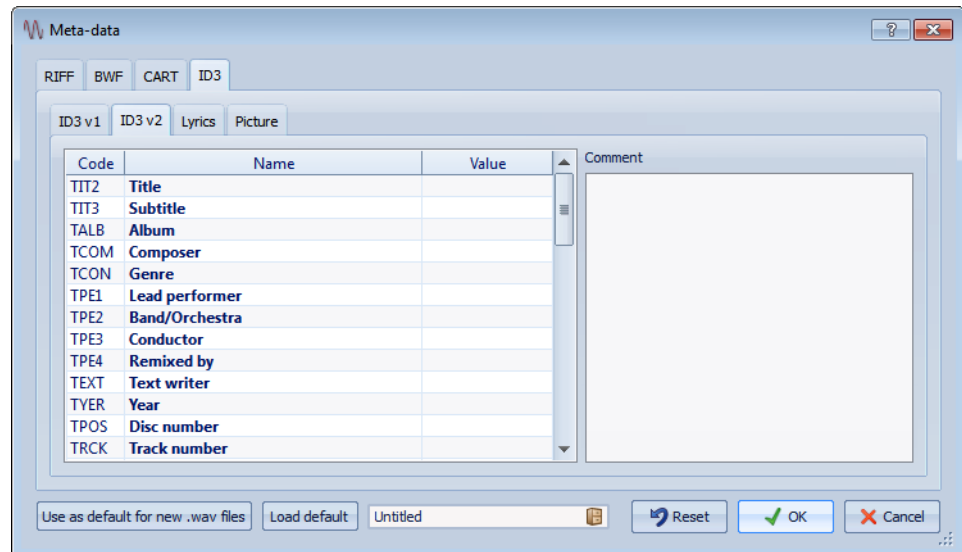 Meta-data
RIFF BWF CART ID3
ID3 v1 ID3 v2 Lyrics Picture
Code Name Value Comment
TIT2 Title
TIT3 Subtitle
TALB Album
TCOM Composer
TCON Genre
TPE1 Lead performer
TPE2 Band/Orchestra
TPE3 Conductor
TPE4 Remixed by
TEXT Text writer
TYER Year
TPOS Disc number
TRCK Track number
Use as default for new .wav files Load default Untitled Reset OK Cancel